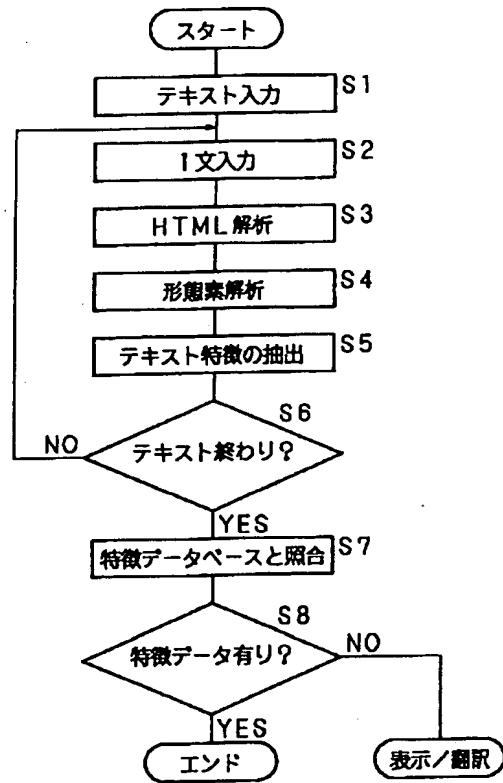 スタート
テキスト入力 S1
1文入力 S2
HTML解析 S3
形態素解析 S4
テキスト特徴の抽出 S5
S6
テキスト終わり?
NO
YES
特徴データベースと照合 S7
S8
特徴データ有り?
NO
YES
エンド
表示/翻訳